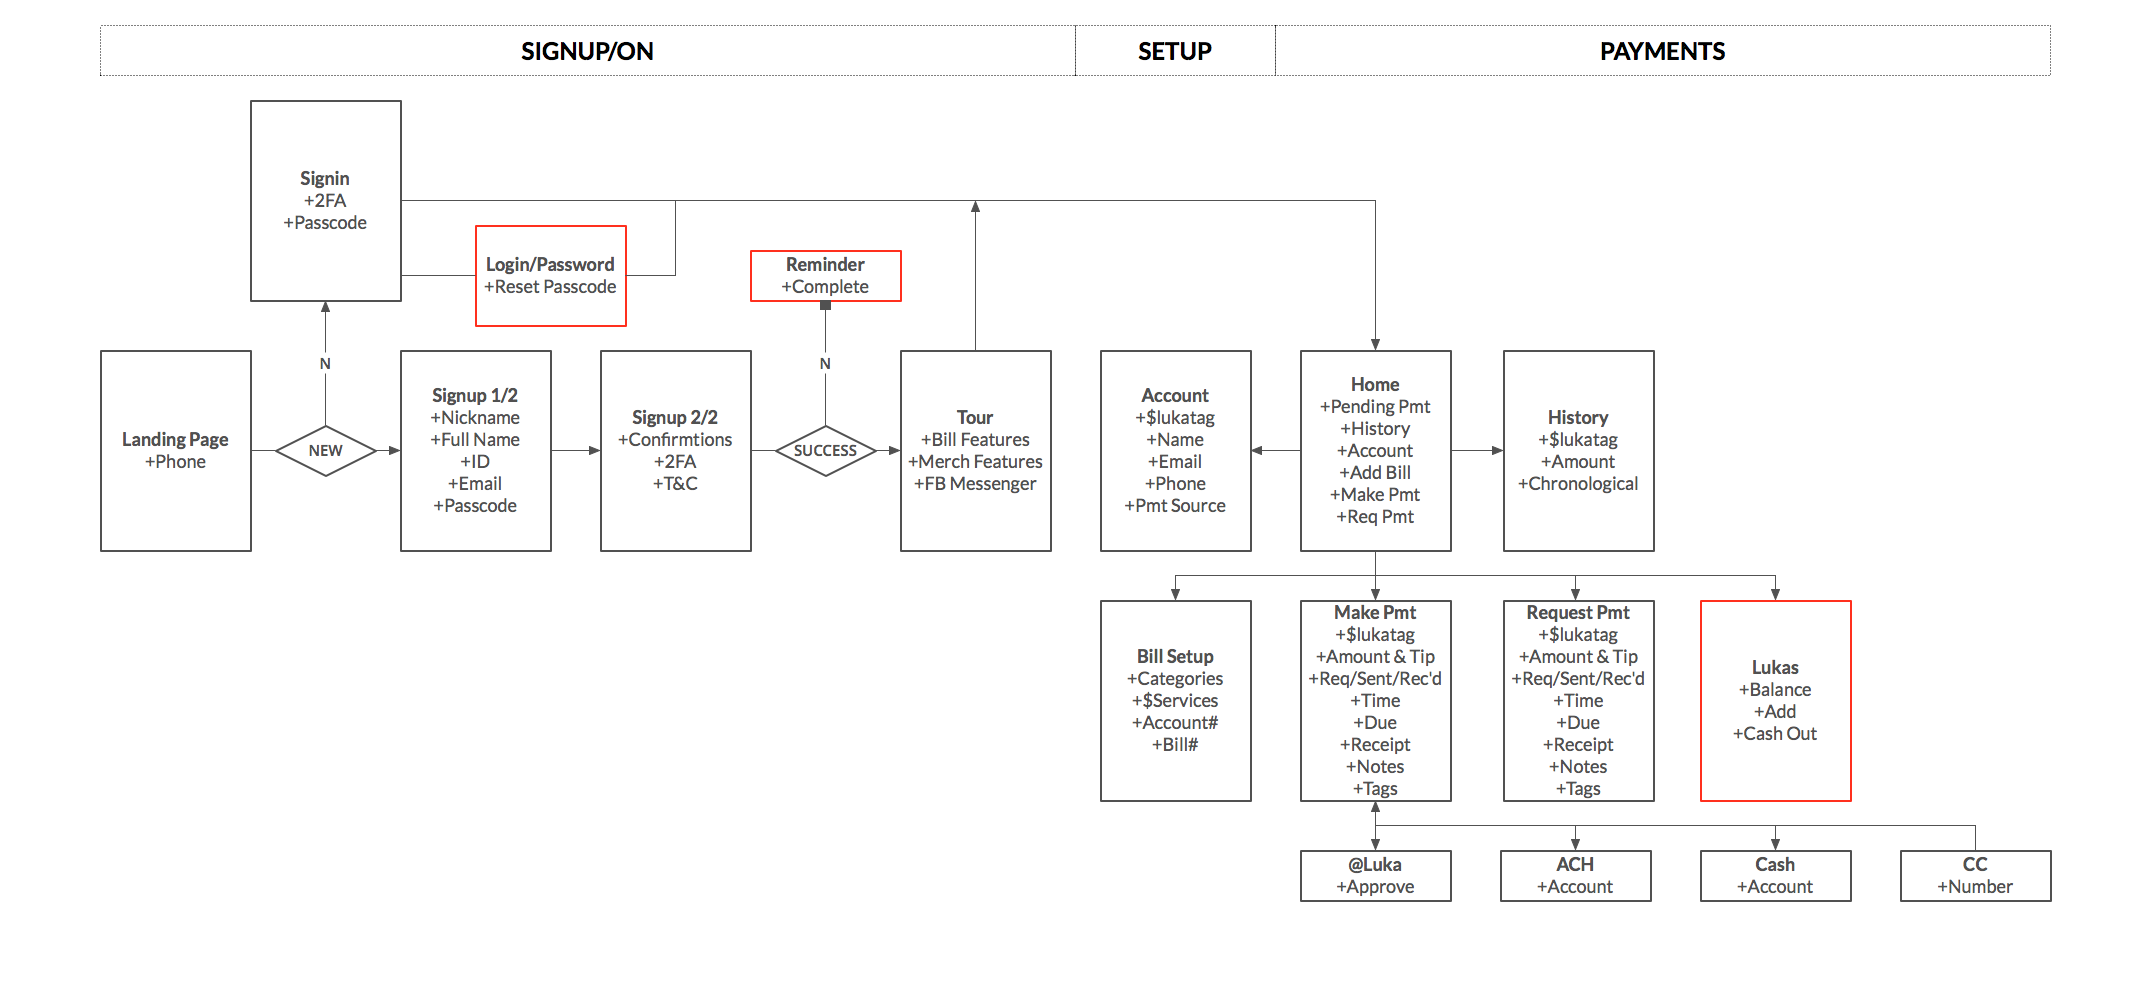 SIGNUP/ON
SETUP
PAYMENTS
Signin
+2FA
+Passcode
Login/Password
+Reset Passcode
Reminder
+Complete
N
N
Landing Page
+Phone
NEW
Signup 1/2
+Nickname
+Full Name
+ID
+Email
+Passcode
Signup 2/2
+Confirmtions
+2FA
+T&C
SUCCESS
Tour
+Bill Features
+Merch Features
+FB Messenger
Account
+$lukatag
+Name
+Email
+Phone
+Pmt Source
Home
+Pending Pmt
+History
+Account
+Add Bill
+Make Pmt
+Req Pmt
History
+$lukatag
+Amount
+Chronological
Bill Setup
+Categories
+$Services
+Account#
+Bill#
Make Pmt
+$lukatag
+Amount & Tip
+Req/Sent/Rec'd
+Time
+Due
+Receipt
+Notes
+Tags
Request Pmt
+$lukatag
+Amount & Tip
+Req/Sent/Rec'd
+Time
+Due
+Receipt
+Notes
+Tags
Lukas
+Balance
+Add
+Cash Out
@Luka
+Approve
ACH
+Account
Cash
+Account
CC
+Number